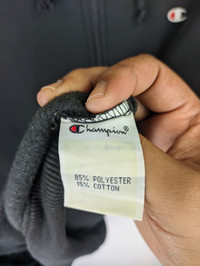 Champion
85% POLYESTER
15% COTTON